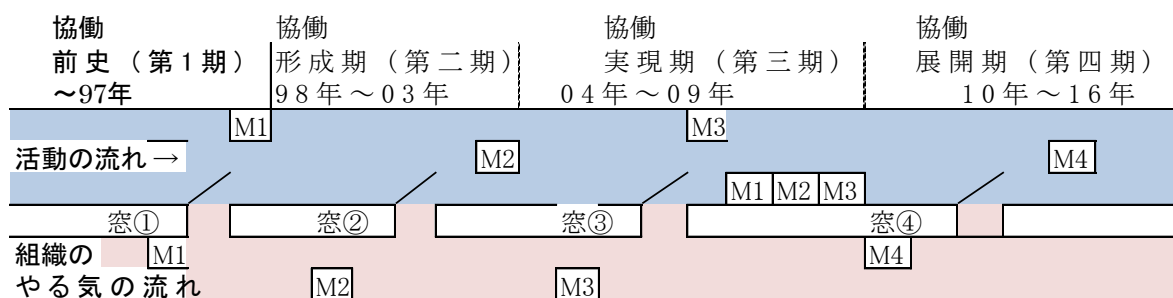 協働 協働 協働 協働
前史（第1期） 形成期（第二期） 実現期（第三期） 展開期（第四期）
～97年 98年～03年 04年～09年 10年～16年
M1 M3
活動の流れ→ M2 M4
M1 M2 M3
窓① 窓② 窓③ 窓④
組織の M1 M4
やる気の流れ M2 M3